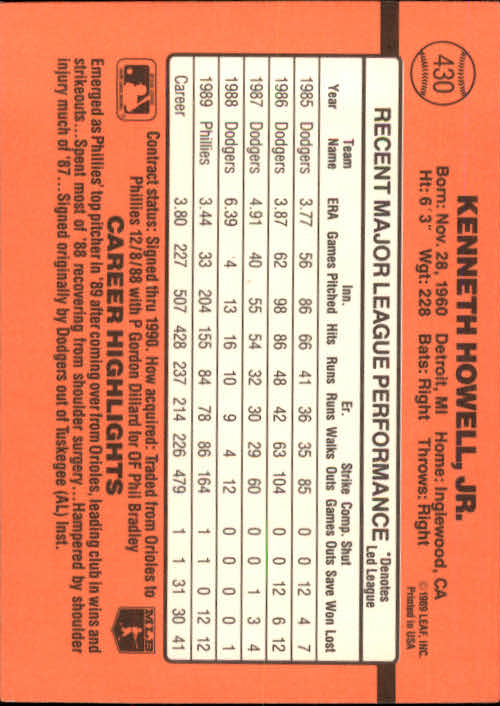 430
KENNETH HOWELL, JR.
Born: Nov. 28, 1960 Detroit, MI Home: Inglewood, CA
Ht: 6' 3" Wgt: 228 Bats: Right Throws: Right
© 1989 LEAF, INC.
Printed in USA
RECENT MAJOR LEAGUE PERFORMANCE *Denotes Led League
Team Inn. Er. Strike Comp. Shut
Year Name ERA Games Pitched Hits Runs Runs Walks Outs Games Outs Save Won Lost
1985 Dodgers 3.77 56 86 66 41 36 35 85 0 0 12 4 7
1986 Dodgers 3.87 62 98 86 48 42 63 104 0 0 12 6 12
1987 Dodgers 4.91 40 55 54 32 30 29 60 0 0 1 3 4
1988 Dodgers 6.39 4 13 16 10 9 4 12 0 0 0 0 1
1989 Phillies 3.44 33 204 155 84 78 86 164 1 1 0 12 12
Career 3.80 227 507 428 237 214 226 479 1 1 31 30 41
Contract status: Signed thru 1990. How acquired: Traded from Orioles to
Phillies 12/8/88 with P Gordon Dillard for OF Phil Bradley
MLB
CAREER HIGHLIGHTS
Emerged as Phillies' top pitcher in '89 after coming over from Orioles, leading club in wins and
strikeouts...Spent most of '88 recovering from shoulder surgery...Hampered by shoulder
injury much of '87...Signed originally by Dodgers out of Tuskegee (AL) Inst.